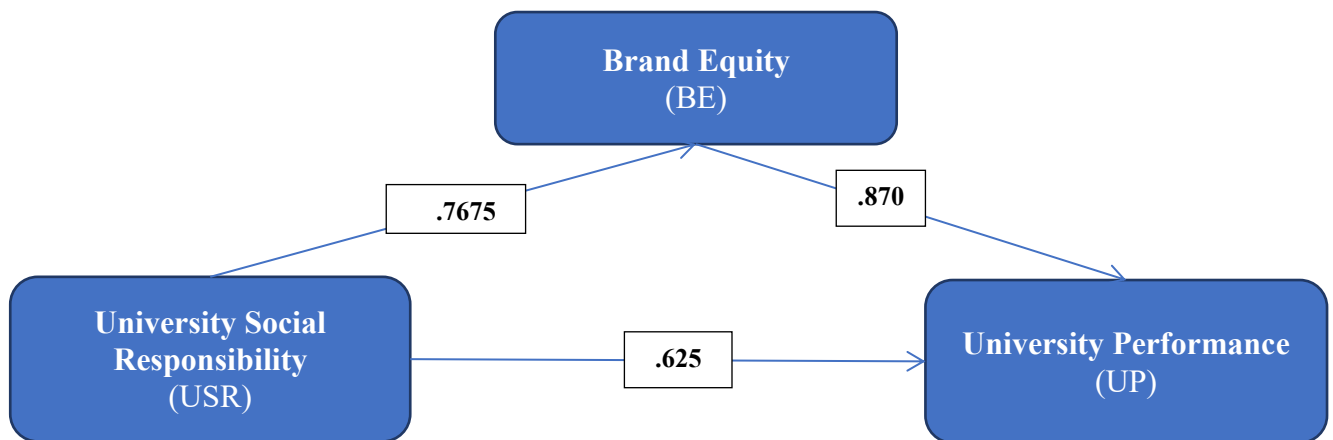 Brand Equity
(BE)
.7675
.870
University Social
Responsibility
(USR)
.625
University Performance
(UP)